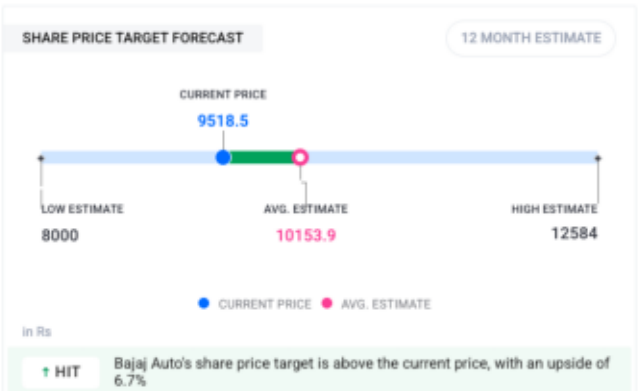 SHARE PRICE TARGET FORECAST
12 MONTH ESTIMATE
CURRENT PRICE
9518.5
LOW ESTIMATE
AVG. ESTIMATE
HIGH ESTIMATE
8000
10153.9
12584
CURRENT PRICE
AVG. ESTIMATE
in Rs
↑ HIT
Bajaj Auto's share price target is above the current price, with an upside of
6.7%